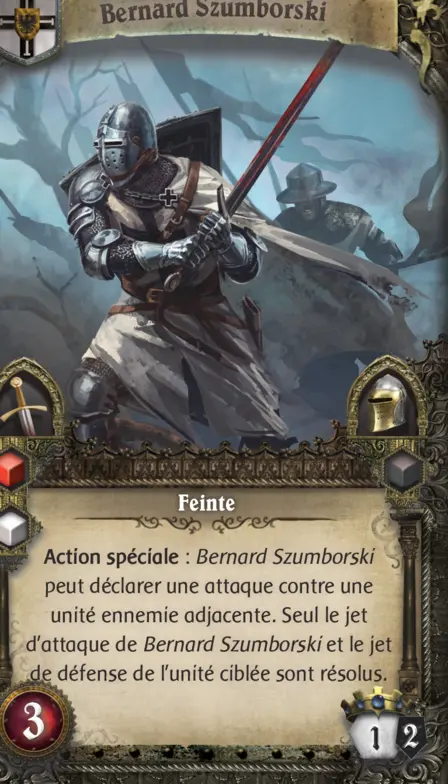 Bernard Szumborski
Feinte
Action spéciale : Bernard Szumborski
peut déclarer une attaque contre une
unité ennemie adjacente. Seul le jet
d'attaque de Bernard Szumborski et le jet
de défense de l'unité ciblée sont résolus.
3
1 2